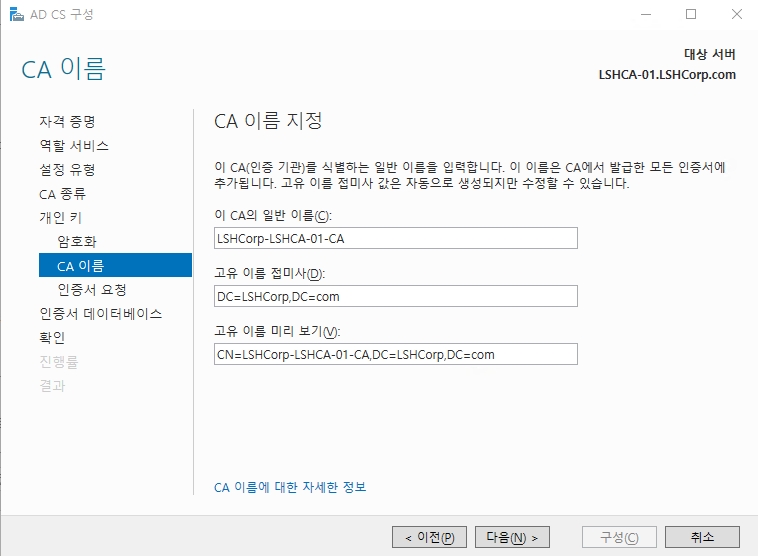 AD CS 구성
CA 이름
대상 서버
LSHCA-01.LSHCorp.com
자격 증명
역할 서비스
설정 유형
CA 종류
개인 키
암호화
CA 이름
인증서 요청
인증서 데이터베이스
확인
진행률
결과
CA 이름 지정
이 CA(인증 기관)를 식별하는 일반 이름을 입력합니다. 이 이름은 CA에서 발급한 모든 인증서에
추가됩니다. 고유 이름 접미사 값은 자동으로 생성되지만 수정할 수 있습니다.
이 CA의 일반 이름(C):
LSHCorp-LSHCA-01-CA
고유 이름 접미사(D):
DC=LSHCorp,DC=com
고유 이름 미리 보기(V):
CN=LSHCorp-LSHCA-01-CA,DC=LSHCorp,DC=com
CA 이름에 대한 자세한 정보
< 이전(P)
다음(N) >
구성(C)
취소